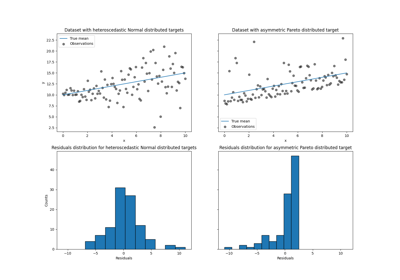 Dataset with heteroscedastic Normal distributed targets
Dataset with asymmetric Pareto distributed target
True mean
Observations
22.5
20.0
17.5
15.0
12.5
10.0
7.5
5.0
2.5
y
0
2
4
6
8
10
x
True mean
Observations
0
2
4
6
8
10
x
Residuals distribution for heteroscedastic Normal distributed targets
Residuals distribution for asymmetric Pareto distributed target
40
30
20
10
0
Counts
−10
−5
0
5
10
Residuals
−10
−5
0
5
10
Residuals